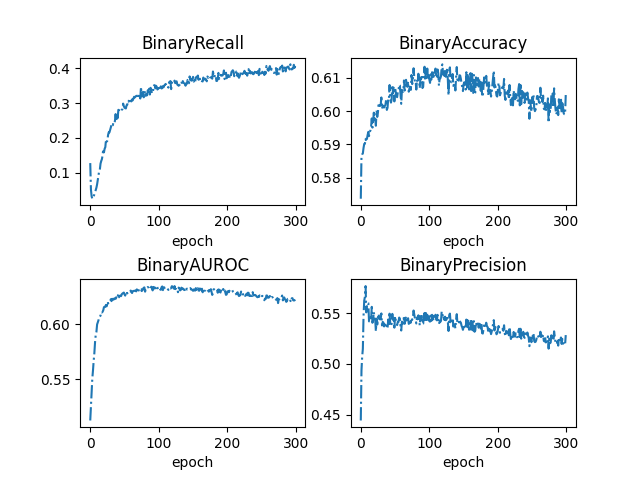 BinaryRecall
0.4
0.3
0.2
0.1
0 100 200 300
epoch
BinaryAccuracy
0.61
0.60
0.59
0.58
0 100 200 300
epoch
BinaryAUROC
0.60
0.55
0 100 200 300
epoch
BinaryPrecision
0.55
0.50
0.45
0 100 200 300
epoch